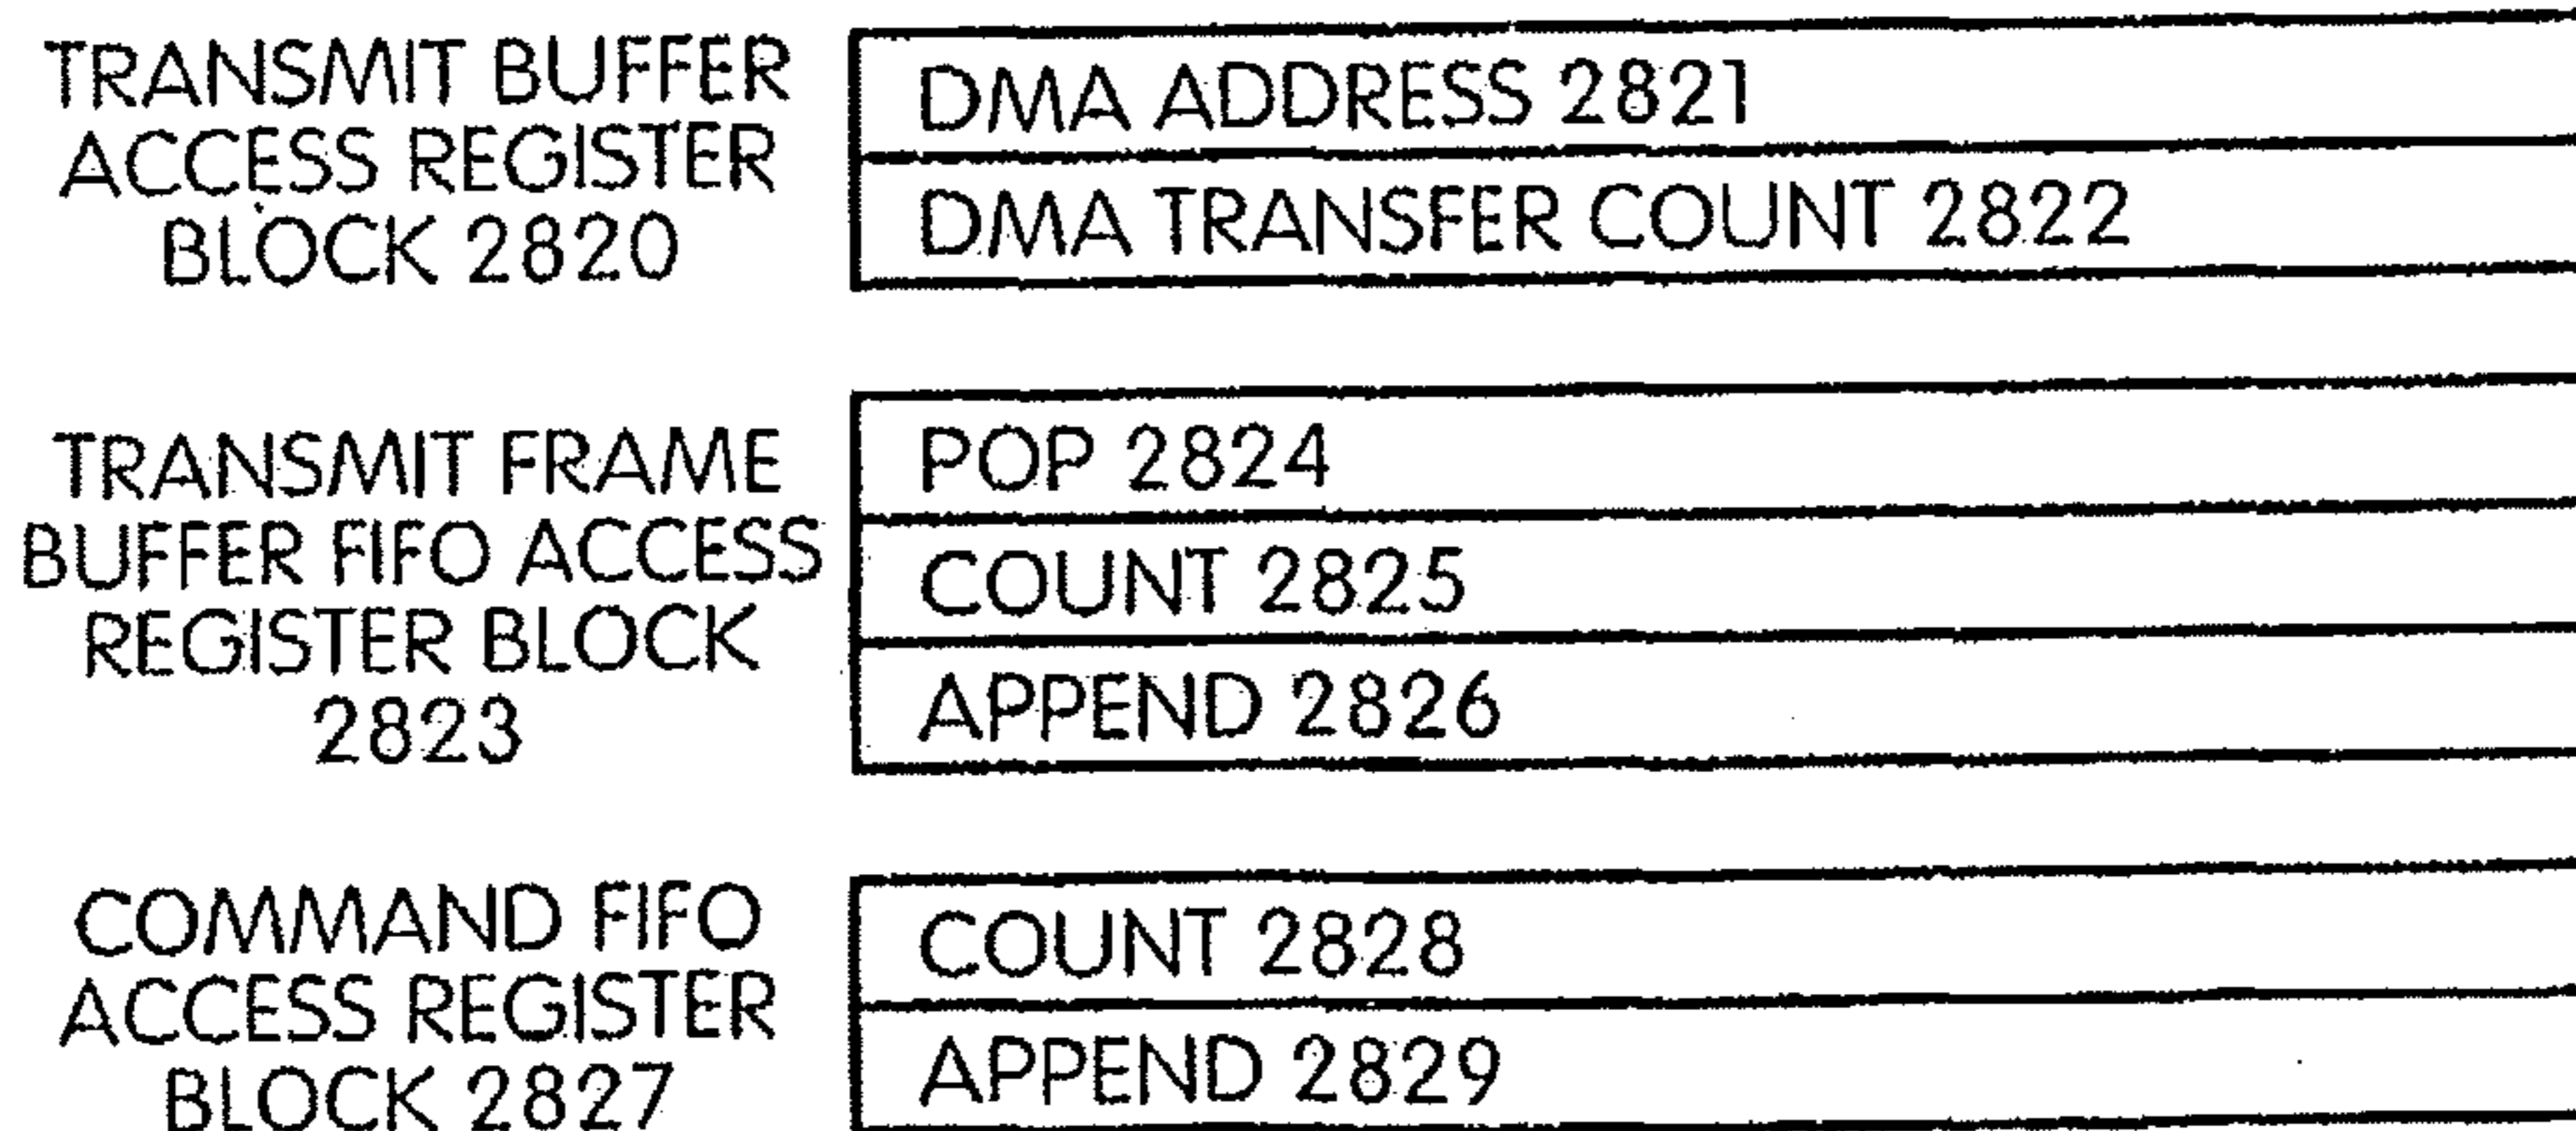 TRANSMIT BUFFER
ACCESS REGISTER
BLOCK 2820
DMA ADDRESS 2821
DMA TRANSFER COUNT 2822
TRANSMIT FRAME
BUFFER FIFO ACCESS
REGISTER BLOCK
2823
POP 2824
COUNT 2825
APPEND 2826
COMMAND FIFO
ACCESS REGISTER
BLOCK 2827
COUNT 2828
APPEND 2829